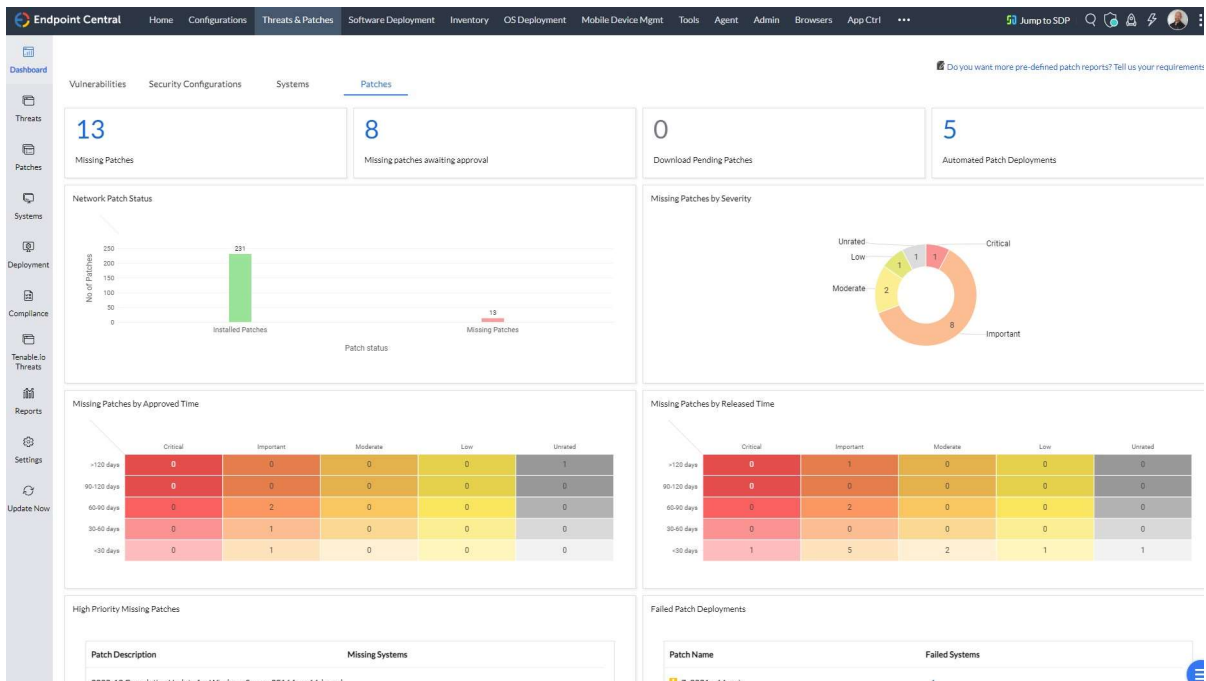 Endpoint Central Home Configurations Threats & Patches Software Deployment Inventory OS Deployment Mobile Device Mgmt Tools Agent Admin Browsers App Ctrl ••• Jump to SDP
Dashboard
Threats
Patches
Systems
Deployment
Compliance
Tenable.io
Threats
Reports
Settings
Update Now
Do you want more pre-defined patch reports? Tell us your requirements
Vulnerabilities Security Configurations Systems Patches
13 8 0 5
Missing Patches Missing patches awaiting approval Download Pending Patches Automated Patch Deployments
Network Patch Status
No of Patches
250
200
150
100
50
0
231
13
Installed Patches Missing Patches
Patch status
Missing Patches by Severity
Unrated Critical
Low
Moderate
Important
1 1
1
2
8
Missing Patches by Approved Time
Critical Important Moderate Low Unrated
>120 days 0 0 0 0 1
90-120 days 0 0 0 0 0
60-90 days 0 2 0 0 0
30-60 days 0 1 0 0 0
<30 days 0 1 0 0 0
Missing Patches by Released Time
Critical Important Moderate Low Unrated
>120 days 0 1 0 0 0
90-120 days 0 0 0 0 0
60-90 days 0 2 0 0 0
30-60 days 0 0 0 0 0
<30 days 1 5 2 1 1
High Priority Missing Patches
Patch Description Missing Systems
Failed Patch Deployments
Patch Name Failed Systems